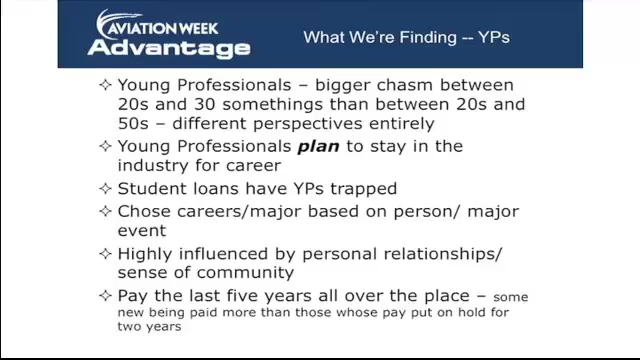 AVIATION WEEK
Advantage
What We're Finding -- YPs
Young Professionals – bigger chasm between
20s and 30 somethings than between 20s and
50s – different perspectives entirely
Young Professionals plan to stay in the
industry for career
Student loans have YPs trapped
Chose careers/major based on person/ major
event
Highly influenced by personal relationships/
sense of community
Pay the last five years all over the place – some
new being paid more than those whose pay put on hold for
two years